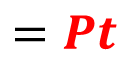 = Pt